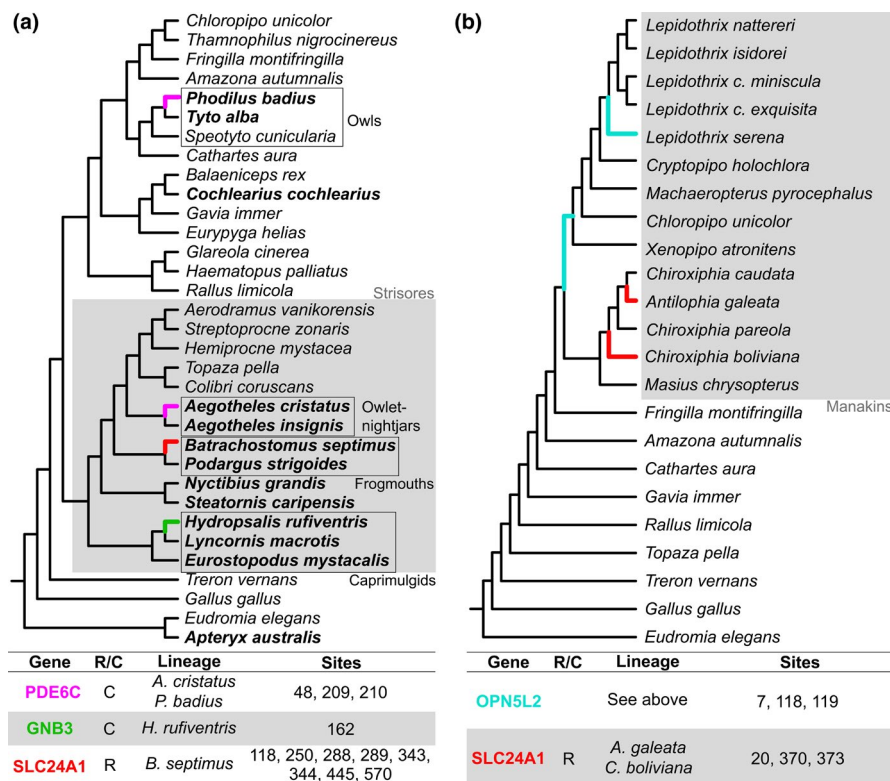 (a)
Chloropipo unicolor
Thamnophilus nigrocinereus
Fringilla montifringilla
Amazona autumnalis
Phodilus badius
Tyto alba
Owls
Speotyto cunicularia
Cathartes aura
Balaeniceps rex
Cochlearius cochlearius
Gavia immer
Eurypyga helias
Glareola cinerea
Haematopus palliatus
Rallus limicola
Strisores
Aerodramus vanikorensis
Streptoprocne zonaris
Hemiprocne mystacea
Topaza pella
Colibri coruscans
Aegotheles cristatus
Aegotheles insignis
Owlet-
nightjars
Batrachostomus septimus
Podargus strigoides
Frogmouths
Nyctibius grandis
Steatornis caripensis
Hydropsalis rufiventris
Lyncornis macrotis
Eurostopodus mystacalis
Caprimulgids
Treron vernans
Gallus gallus
Eudromia elegans
Apteryx australis
Gene R/C Lineage Sites
PDE6C C A. cristatus P. badius 48, 209, 210
GNB3 C H. rufiventris 162
SLC24A1 R B. septimus 118, 250, 288, 289, 343,
344, 445, 570
(b)
Lepidothrix nattereri
Lepidothrix isidorei
Lepidothrix c. miniscula
Lepidothrix c. exquisita
Lepidothrix serena
Cryptopipo holochlora
Machaeropterus pyrocephalus
Chloropipo unicolor
Xenopipo atronitens
Chiroxiphia caudata
Antilophia galeata
Chiroxiphia pareola
Chiroxiphia boliviana
Masius chrysopterus
Manakins
Fringilla montifringilla
Amazona autumnalis
Cathartes aura
Gavia immer
Rallus limicola
Topaza pella
Treron vernans
Gallus gallus
Eudromia elegans
Gene R/C Lineage Sites
OPN5L2 See above 7, 118, 119
SLC24A1 R A. galeata C. boliviana 20, 370, 373